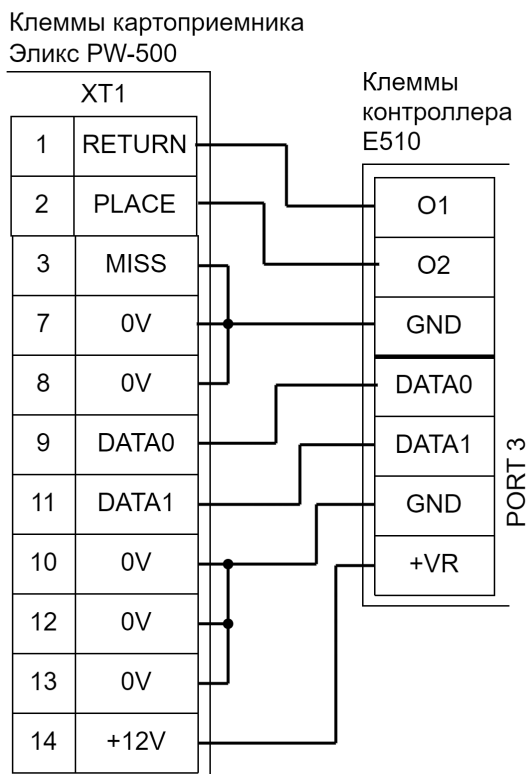 Клеммы картоприемника
Эликс PW-500
XT1
1 RETURN
2 PLACE
3 MISS
7 0V
8 0V
9 DATA0
11 DATA1
10 0V
12 0V
13 0V
14 +12V
Клеммы
контроллера
E510
O1
O2
GND
DATA0
DATA1
GND
+VR
PORT 3